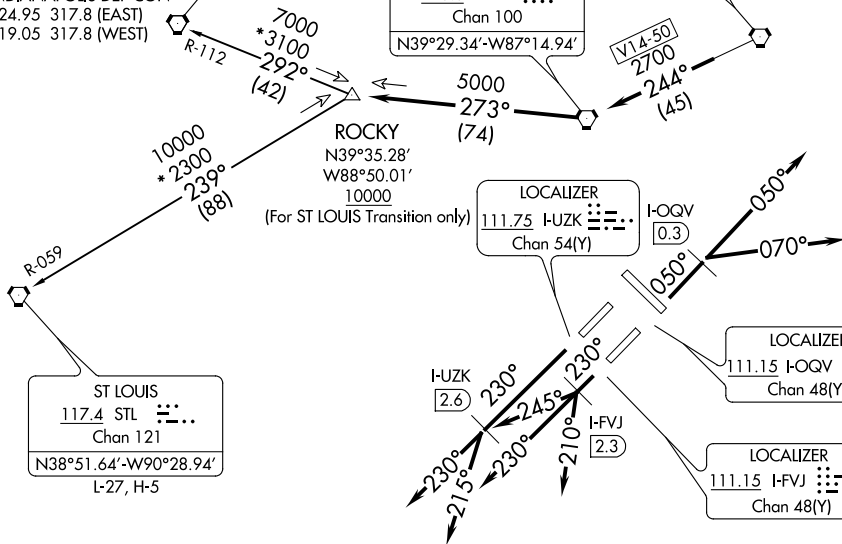 24.95 317.8 (EAST)
19.05 317.8 (WEST)
R-112
7000
*3100
292°
(42)
Chan 100
N39°29.34'-W87°14.94'
V14-50
2700
244°
(45)
5000
273°
(74)
ROCKY
N39°35.28'
W88°50.01'
10000
(For ST LOUIS Transition only)
10000
*2300
239°
(88)
R-059
ST LOUIS
117.4 STL
Chan 121
N38°51.64'-W90°28.94'
L-27, H-5
LOCALIZER
111.75 I-UZK
Chan 54(Y)
I-OQV
0.3
050°
070°
050°
LOCALIZER
111.15 I-OQV
Chan 48(Y
I-UZK
2.6
230°
230°
245°
I-FVJ
2.3
230°
215°
230°
210°
LOCALIZER
111.15 I-FVJ
Chan 48(Y)